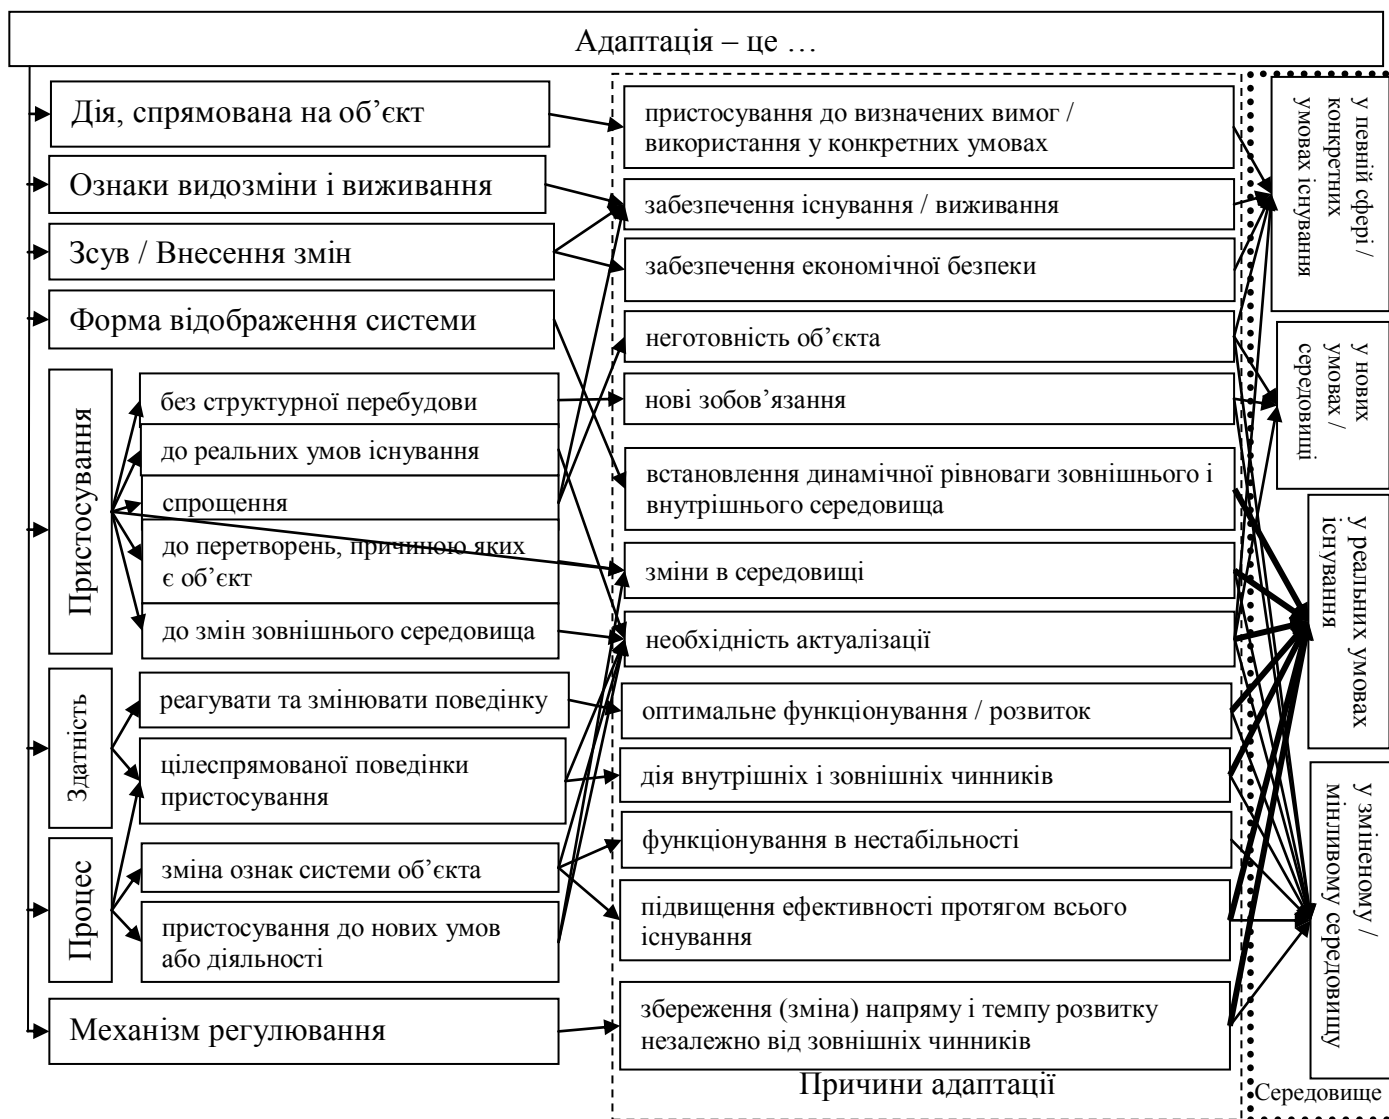 Адаптація – це …
Дія, спрямована на об’єкт
Ознаки видозміни і виживання
Зсув / Внесення змін
Форма відображення системи
Пристосування
без структурної перебудови
до реальних умов існування
спрощення
до перетворень, причиною яких
є об’єкт
до змін зовнішнього середовища
Здатність
реагувати та змінювати поведінку
цілеспрямованої поведінки
пристосування
Процес
зміна ознак системи об’єкта
пристосування до нових умов
або діяльності
Механізм регулювання
пристосування до визначених вимог /
використання у конкретних умовах
забезпечення існування / виживання
забезпечення економічної безпеки
неготовність об’єкта
нові зобов’язання
встановлення динамічної рівноваги зовнішнього і
внутрішнього середовища
зміни в середовищі
необхідність актуалізації
оптимальне функціонування / розвиток
дія внутрішніх і зовнішніх чинників
функціонування в нестабільності
підвищення ефективності протягом всього
існування
збереження (зміна) напряму і темпу розвитку
незалежно від зовнішніх чинників
Причини адаптації
у певній сфері /
конкретних
умовах існування
у нових
умовах /
середовищі
у реальних умовах
існування
у зміненому /
мінливому середовищу
Середовище